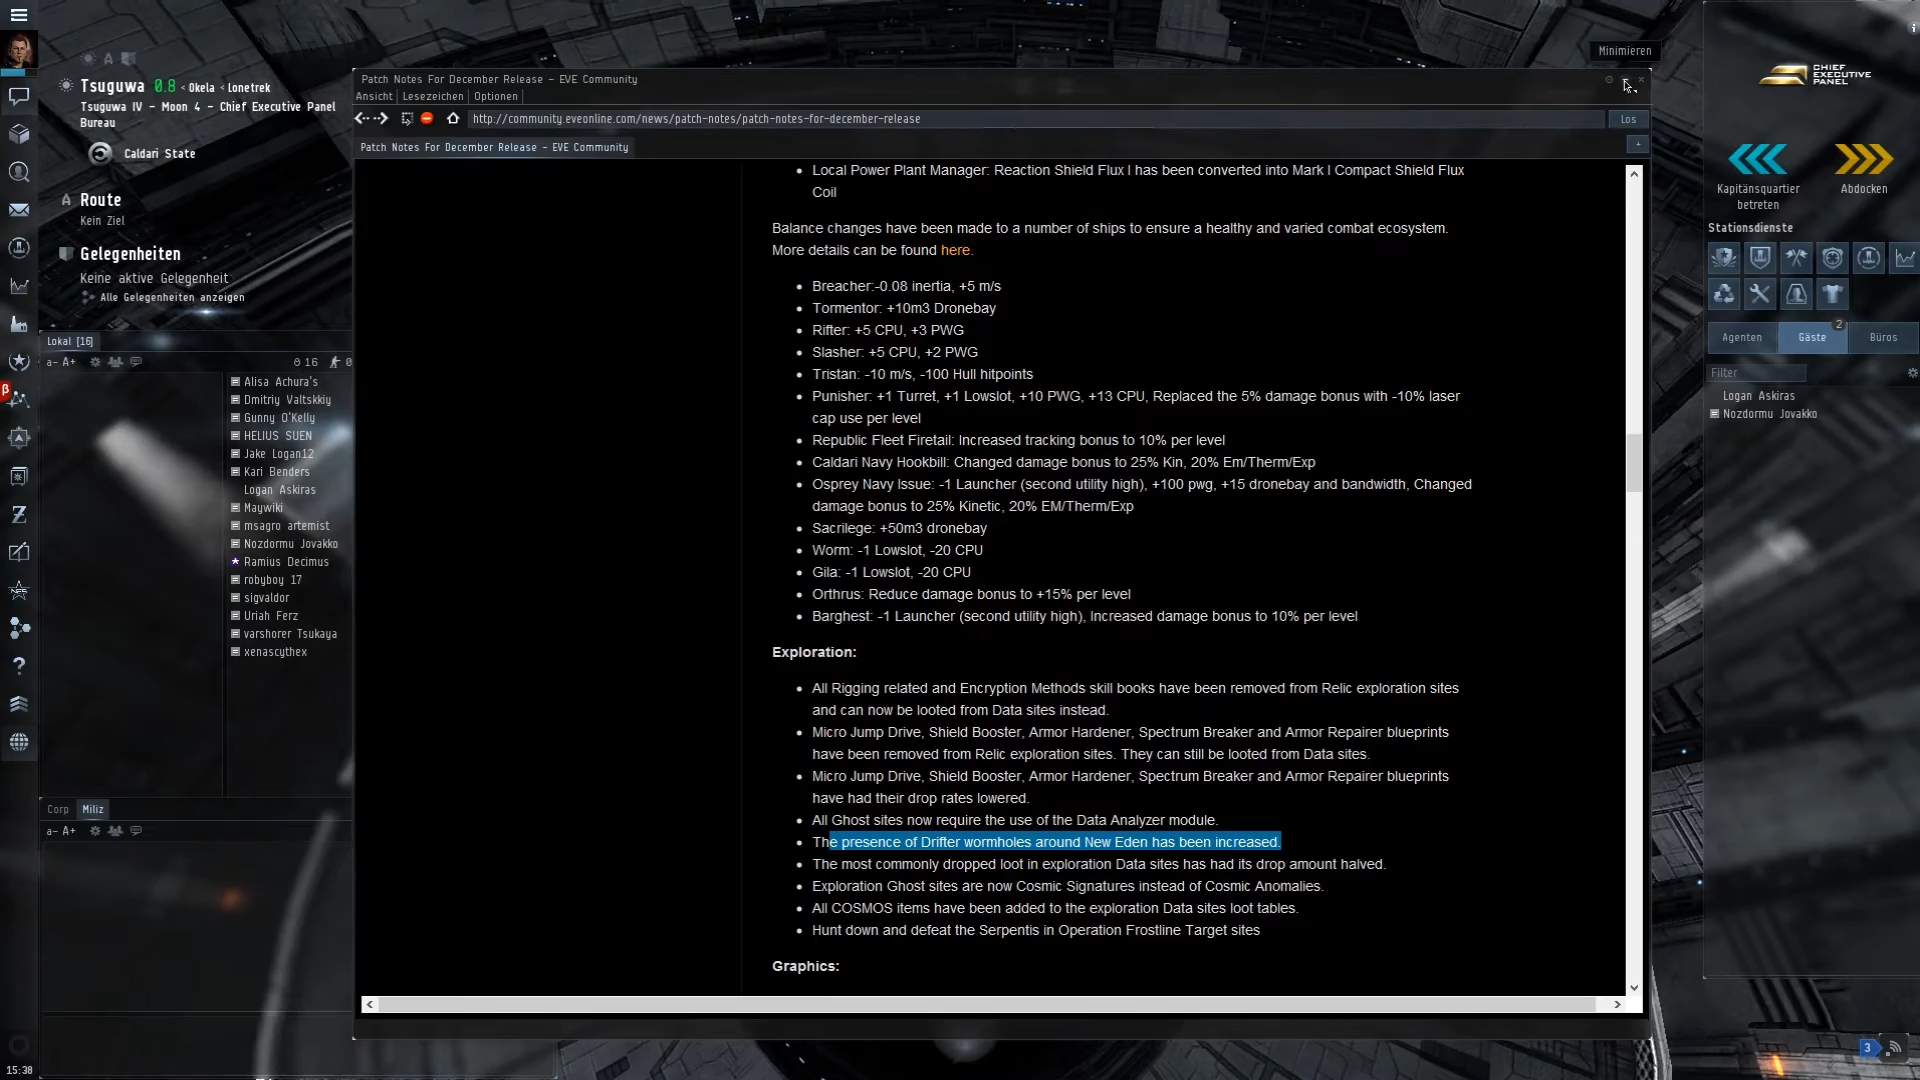 Minimieren
Patch Notes For December Release - EVE Community
Ansicht | Lesezeichen | Optionen
http://community.eveonline.com/news/patch-notes/patch-notes-for-december-release
Los
Patch Notes For December Release - EVE Community
+
Tsuguwa 0.8 < Okela < Lonetrek
Tsuguwa IV - Moon 4 - Chief Executive Panel
Bureau
Caldari State
Route
Kein Ziel
Gelegenheiten
Keine aktive Gelegenheit
Alle Gelegenheiten anzeigen
Lokal [16]
a- A+
16
0
Alisa Achura's
Dmitriy Valtskkiy
Gunny O'Kelly
HELIUS SUEN
Jake Logan12
Kari Benders
Logan Askiras
Maywiki
msagro artemist
Nozdormu Jovakko
Ramius Decimus
robyboy 17
sigvaldor
Uriah Ferz
varshorer Tsukaya
xenascythex
Corp
Miliz
a- A+
β
15:38
• Local Power Plant Manager: Reaction Shield Flux I has been converted into Mark I Compact Shield Flux
Coil
Balance changes have been made to a number of ships to ensure a healthy and varied combat ecosystem.
More details can be found here.
• Breacher:-0.08 inertia, +5 m/s
• Tormentor: +10m3 Dronebay
• Rifter: +5 CPU, +3 PWG
• Slasher: +5 CPU, +2 PWG
• Tristan: -10 m/s, -100 Hull hitpoints
• Punisher: +1 Turret, +1 Lowslot, +10 PWG, +13 CPU, Replaced the 5% damage bonus with -10% laser
cap use per level
• Republic Fleet Firetail: Increased tracking bonus to 10% per level
• Caldari Navy Hookbill: Changed damage bonus to 25% Kin, 20% Em/Therm/Exp
• Osprey Navy Issue: -1 Launcher (second utility high), +100 pwg, +15 dronebay and bandwidth, Changed
damage bonus to 25% Kinetic, 20% EM/Therm/Exp
• Sacrilege: +50m3 dronebay
• Worm: -1 Lowslot, -20 CPU
• Gila: -1 Lowslot, -20 CPU
• Orthrus: Reduce damage bonus to +15% per level
• Barghest: -1 Launcher (second utility high), Increased damage bonus to 10% per level
Exploration:
• All Rigging related and Encryption Methods skill books have been removed from Relic exploration sites
and can now be looted from Data sites instead.
• Micro Jump Drive, Shield Booster, Armor Hardener, Spectrum Breaker and Armor Repairer blueprints
have been removed from Relic exploration sites. They can still be looted from Data sites.
• Micro Jump Drive, Shield Booster, Armor Hardener, Spectrum Breaker and Armor Repairer blueprints
have had their drop rates lowered.
• All Ghost sites now require the use of the Data Analyzer module.
• The presence of Drifter wormholes around New Eden has been increased.
• The most commonly dropped loot in exploration Data sites has had its drop amount halved.
• Exploration Ghost sites are now Cosmic Signatures instead of Cosmic Anomalies.
• All COSMOS items have been added to the exploration Data sites loot tables.
• Hunt down and defeat the Serpentis in Operation Frostline Target sites
Graphics:
CHIEF
EXECUTIVE
PANEL
Kapitänsquartier
betreten
Abdocken
Stationsdienste
Agenten
Gäste
2
Büros
Filter
Logan Askiras
Nozdormu Jovakko
3